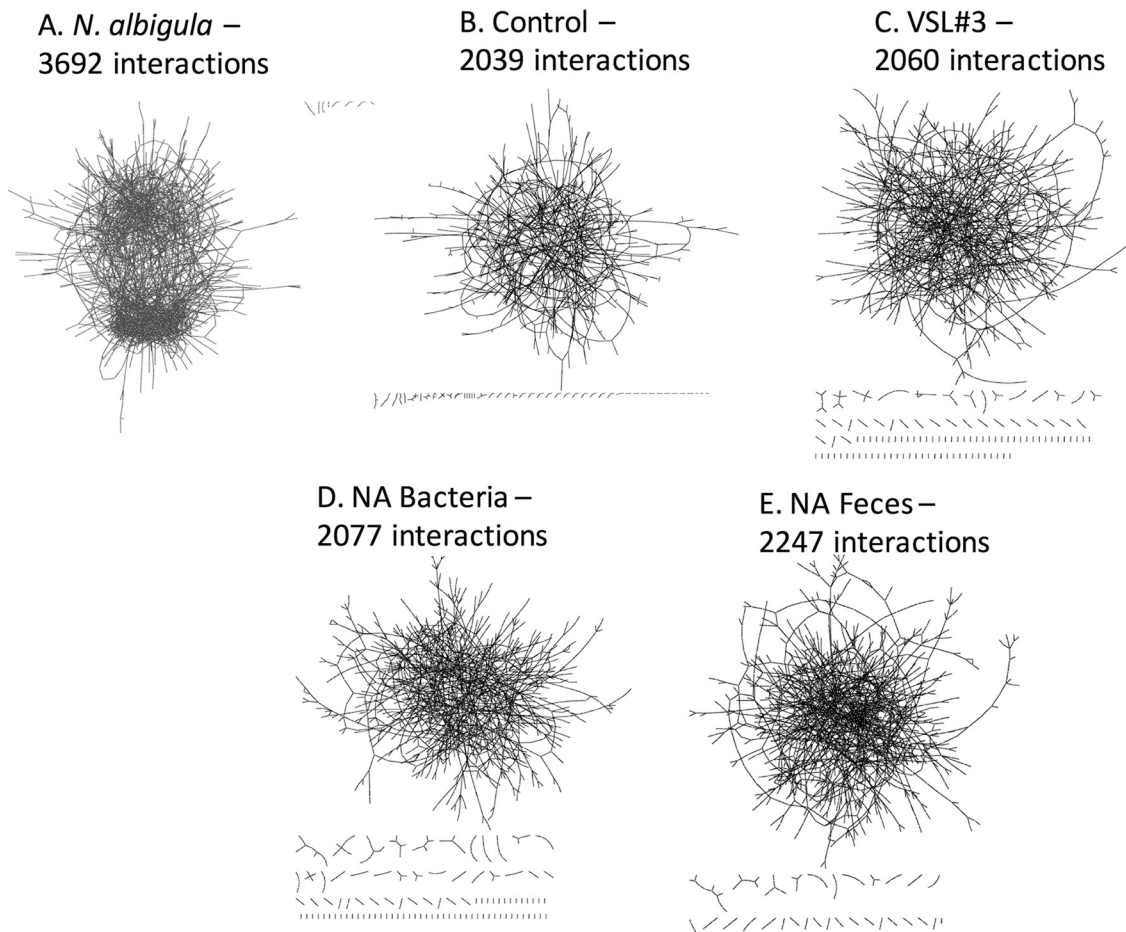 A. N. albigula –
3692 interactions
B. Control –
2039 interactions
C. VSL#3 –
2060 interactions
D. NA Bacteria –
2077 interactions
E. NA Feces –
2247 interactions